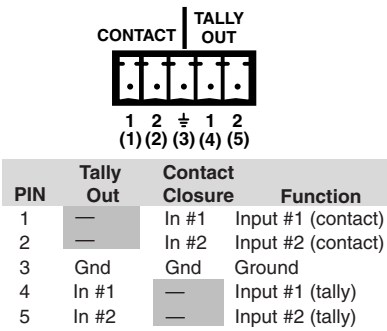 CONTACT TALLY OUT
1 2 ⏚ 1 2
(1) (2) (3) (4) (5)
PIN Tally Out Contact Closure Function
1 — In #1 Input #1 (contact)
2 — In #2 Input #2 (contact)
3 Gnd Gnd Ground
4 In #1 — Input #1 (tally)
5 In #2 — Input #2 (tally)